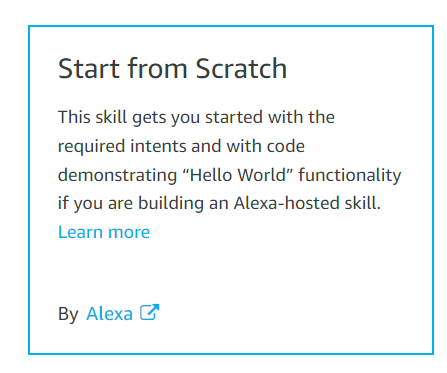 Start from Scratch
This skill gets you started with the
required intents and with code
demonstrating “Hello World” functionality
if you are building an Alexa-hosted skill.
Learn more
By Alexa